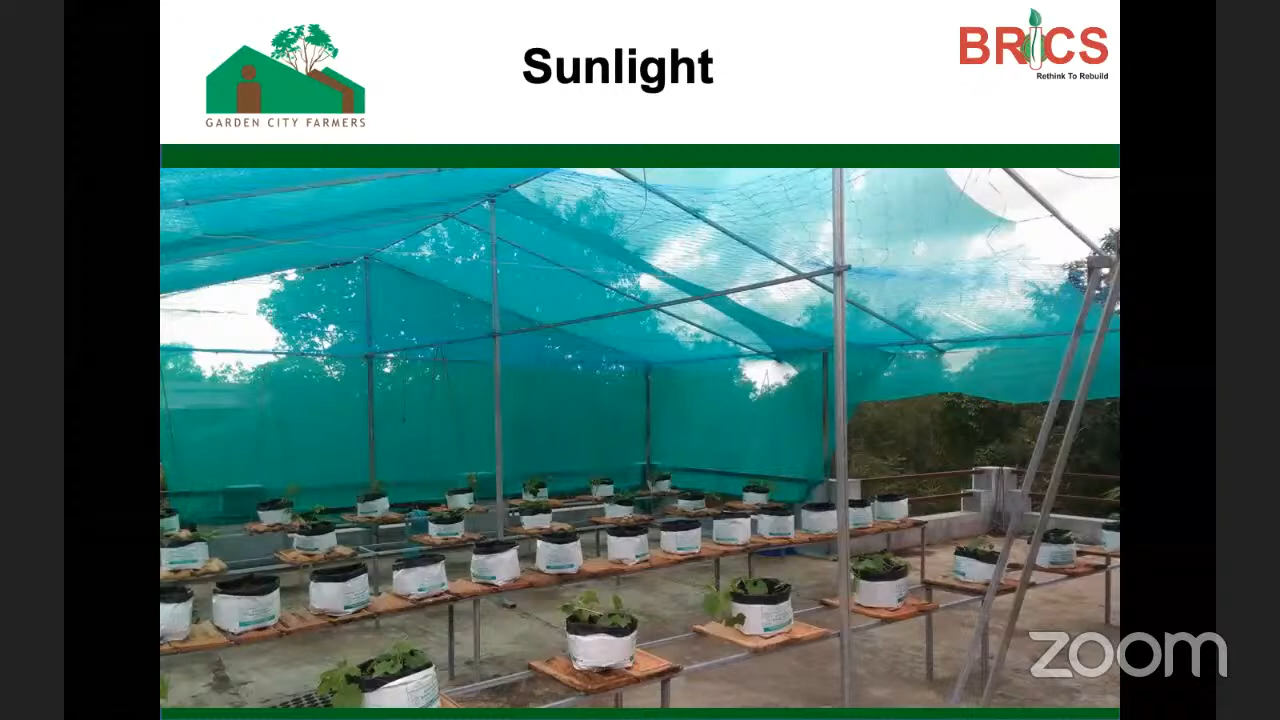 GARDEN CITY FARMERS
Sunlight
BRICS
Rethink To Rebuild
zoom